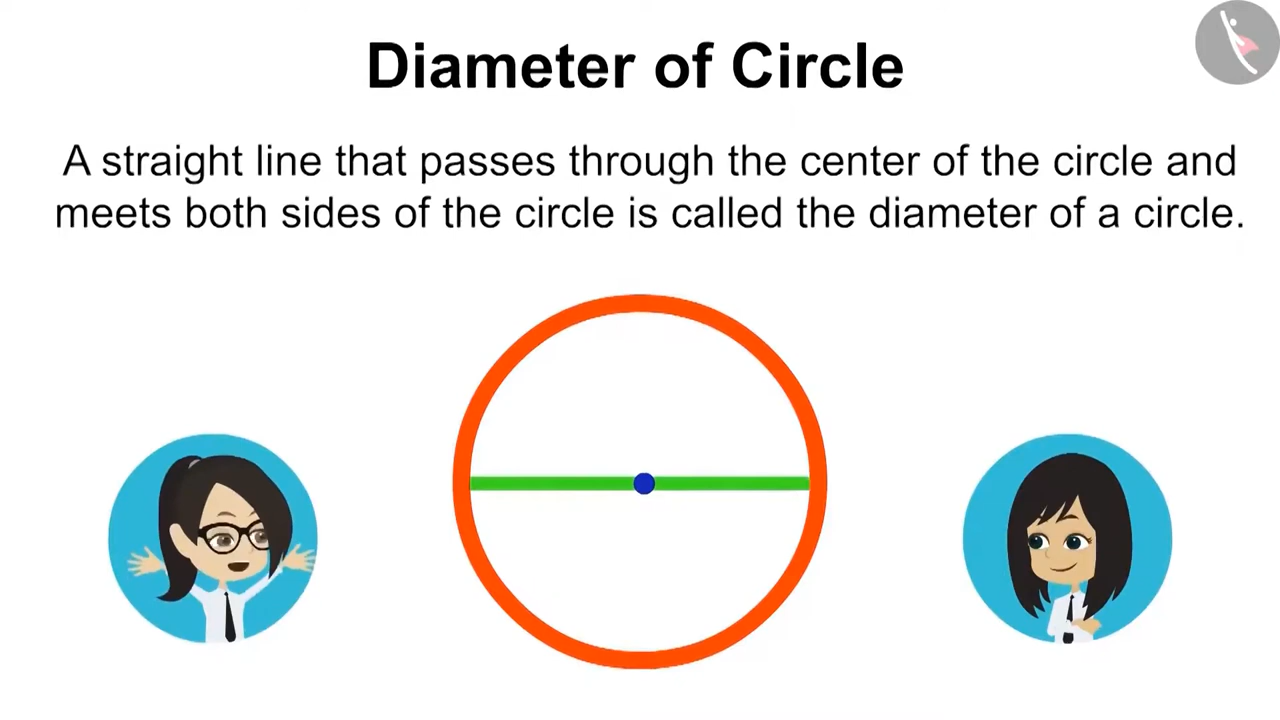 Diameter of Circle
A straight line that passes through the center of the circle and
meets both sides of the circle is called the diameter of a circle.